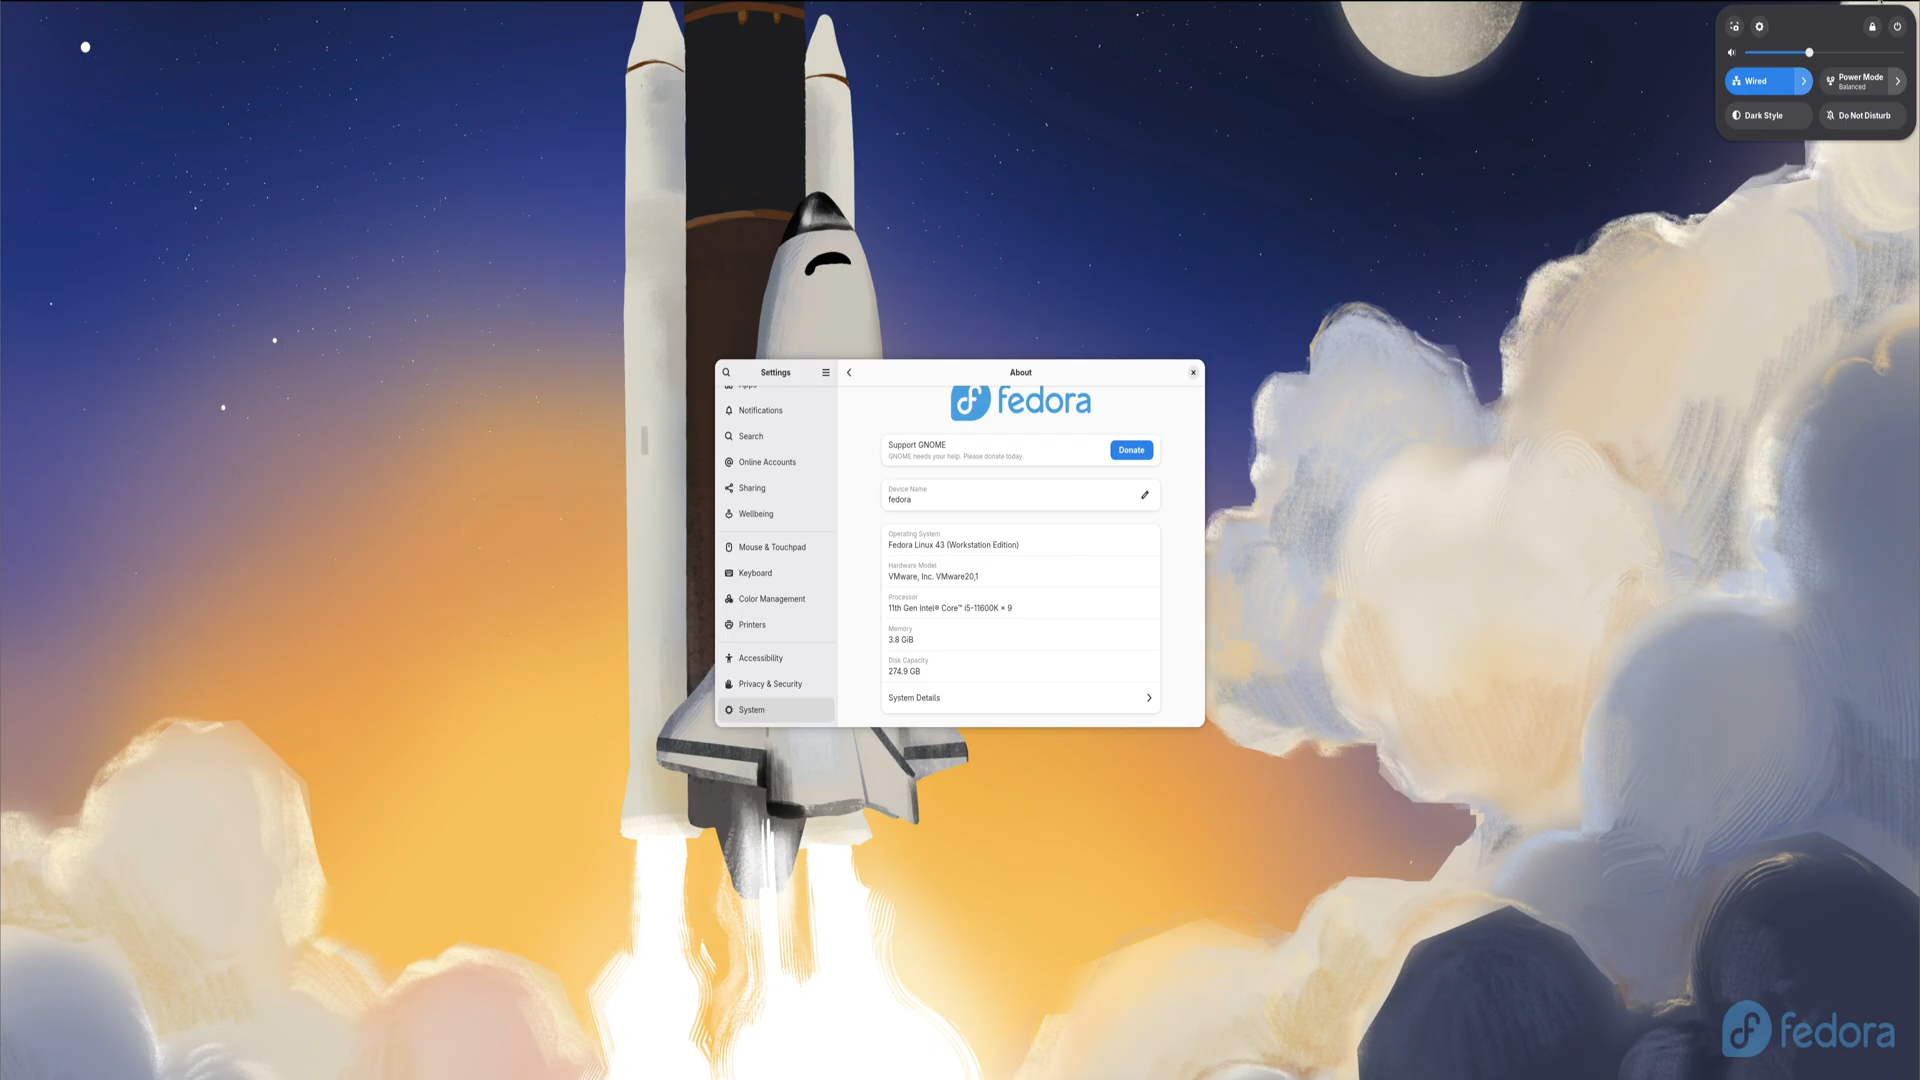 Wired
Power Mode
Balanced
Dark Style
Do Not Disturb
Settings
Apps
Notifications
Search
Online Accounts
Sharing
Wellbeing
Mouse & Touchpad
Keyboard
Color Management
Printers
Accessibility
Privacy & Security
System
About
fedora
Support GNOME
GNOME needs your help. Please donate today.
Donate
Device Name
fedora
Operating System
Fedora Linux 43 (Workstation Edition)
Hardware Model
VMware, Inc. VMware20,1
Processor
11th Gen Intel® Core™ i5-11600K × 9
Memory
3.8 GiB
Disk Capacity
274.9 GB
System Details
fedora